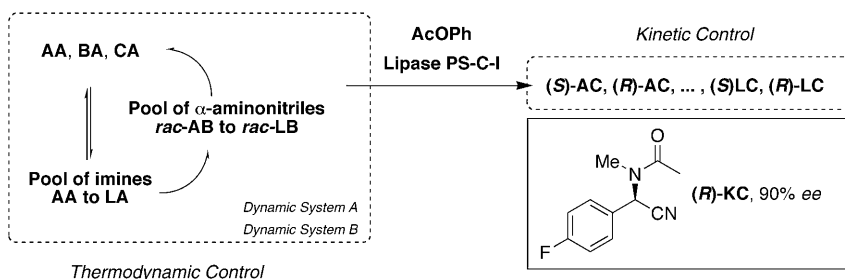 AA, BA, CA
Pool of α-aminonitriles
rac-AB to rac-LB
Pool of imines
AA to LA
Dynamic System A
Dynamic System B
Thermodynamic Control
AcOPh
Lipase PS-C-I
Kinetic Control
(S)-AC, (R)-AC, ... , (S)LC, (R)-LC
O
Me
N
CN
F
(R)-KC, 90% ee